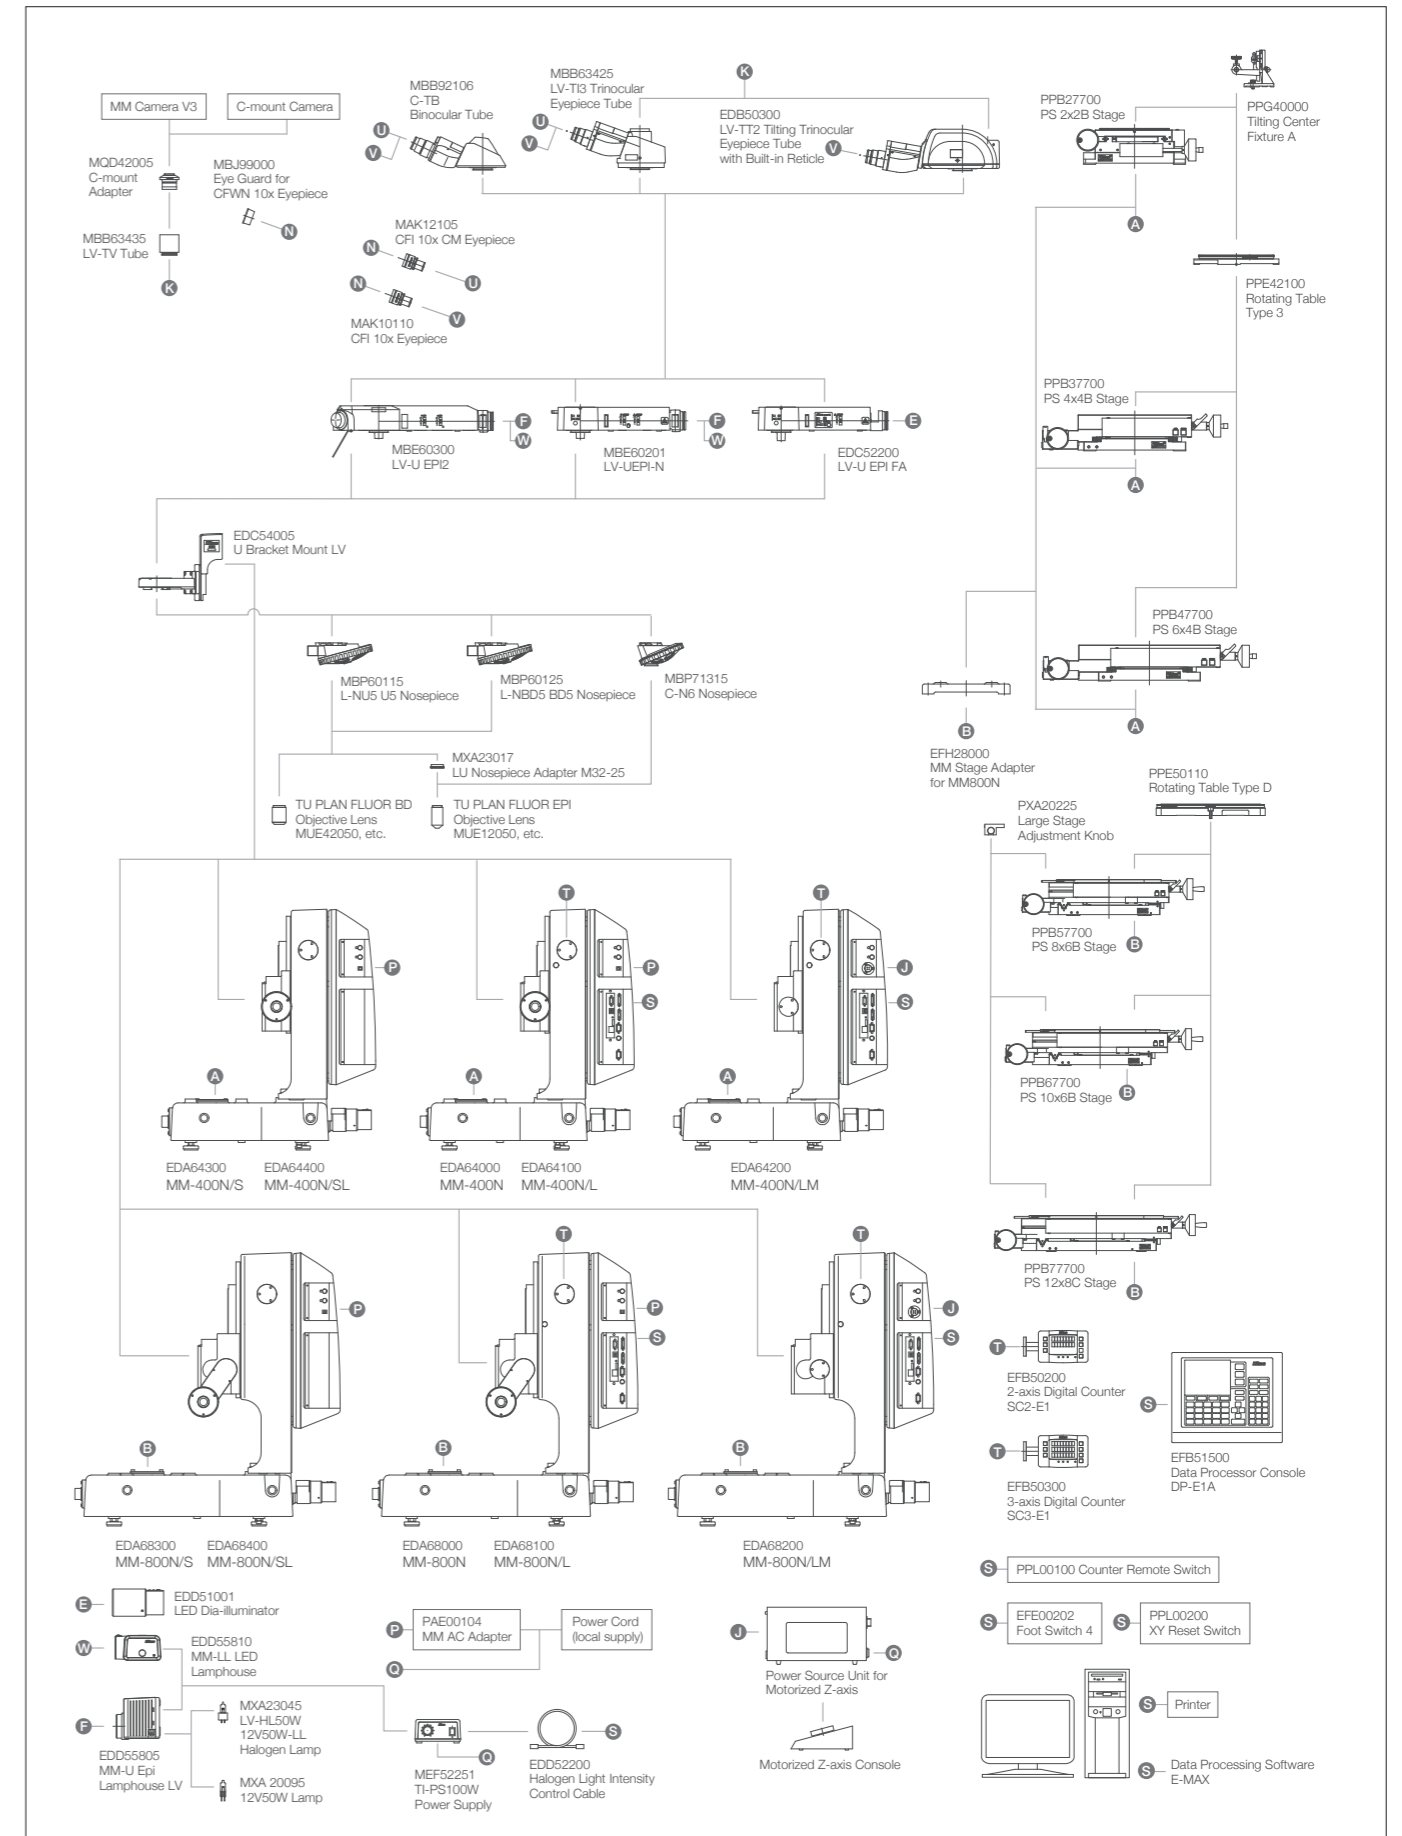 MM Camera V3
C-mount Camera
MQD42005
C-mount
Adapter
MBJ99000
Eye Guard for
CFWN 10x Eyepiece
N
MBB63435
LV-TV Tube
K
MBB92106
C-TB
Binocular Tube
U
V
MBB63425
LV-TI3 Trinocular
Eyepiece Tube
U
V
K
EDB50300
LV-TT2 Tilting Trinocular
Eyepiece Tube
with Built-in Reticle
V
MAK12105
CFI 10x CM Eyepiece
N
U
N
V
MAK10110
CFI 10x Eyepiece
PPB27700
PS 2x2B Stage
A
PPG40000
Tilting Center
Fixture A
PPE42100
Rotating Table
Type 3
F
W
MBE60300
LV-U EPI2
F
W
MBE60201
LV-UEPI-N
E
EDC52200
LV-U EPI FA
PPB37700
PS 4x4B Stage
A
EDC54005
U Bracket Mount LV
MBP60115
L-NU5 U5 Nosepiece
MBP60125
L-NBD5 BD5 Nosepiece
MBP71315
C-N6 Nosepiece
PPB47700
PS 6x4B Stage
A
B
EFH28000
MM Stage Adapter
for MM800N
MXA23017
LU Nosepiece Adapter M32-25
TU PLAN FLUOR BD
Objective Lens
MUE42050, etc.
TU PLAN FLUOR EPI
Objective Lens
MUE12050, etc.
PPE50110
Rotating Table Type D
PXA20225
Large Stage
Adjustment Knob
PPB57700
PS 8x6B Stage
B
PPB67700
PS 10x6B Stage
B
PPB77700
PS 12x8C Stage
B
P
A
EDA64300
MM-400N/S
EDA64400
MM-400N/SL
T
P
S
A
EDA64000
MM-400N
EDA64100
MM-400N/L
T
J
S
A
EDA64200
MM-400N/LM
P
B
EDA68300
MM-800N/S
EDA68400
MM-800N/SL
T
P
S
B
EDA68000
MM-800N
EDA68100
MM-800N/L
T
J
S
B
EDA68200
MM-800N/LM
T
EFB50200
2-axis Digital Counter
SC2-E1
T
EFB50300
3-axis Digital Counter
SC3-E1
S
EFB51500
Data Processor Console
DP-E1A
S
PPL00100 Counter Remote Switch
S
EFE00202
Foot Switch 4
S
PPL00200
XY Reset Switch
E
EDD51001
LED Dia-illuminator
W
EDD55810
MM-LL LED
Lamphouse
F
EDD55805
MM-U Epi
Lamphouse LV
MXA23045
LV-HL50W
12V50W-LL
Halogen Lamp
MXA 20095
12V50W Lamp
P
PAE00104
MM AC Adapter
Power Cord
(local supply)
Q
Q
MEF52251
TI-PS100W
Power Supply
S
EDD52200
Halogen Light Intensity
Control Cable
J
Q
Power Source Unit for
Motorized Z-axis
Motorized Z-axis Console
S
Printer
S
Data Processing Software
E-MAX